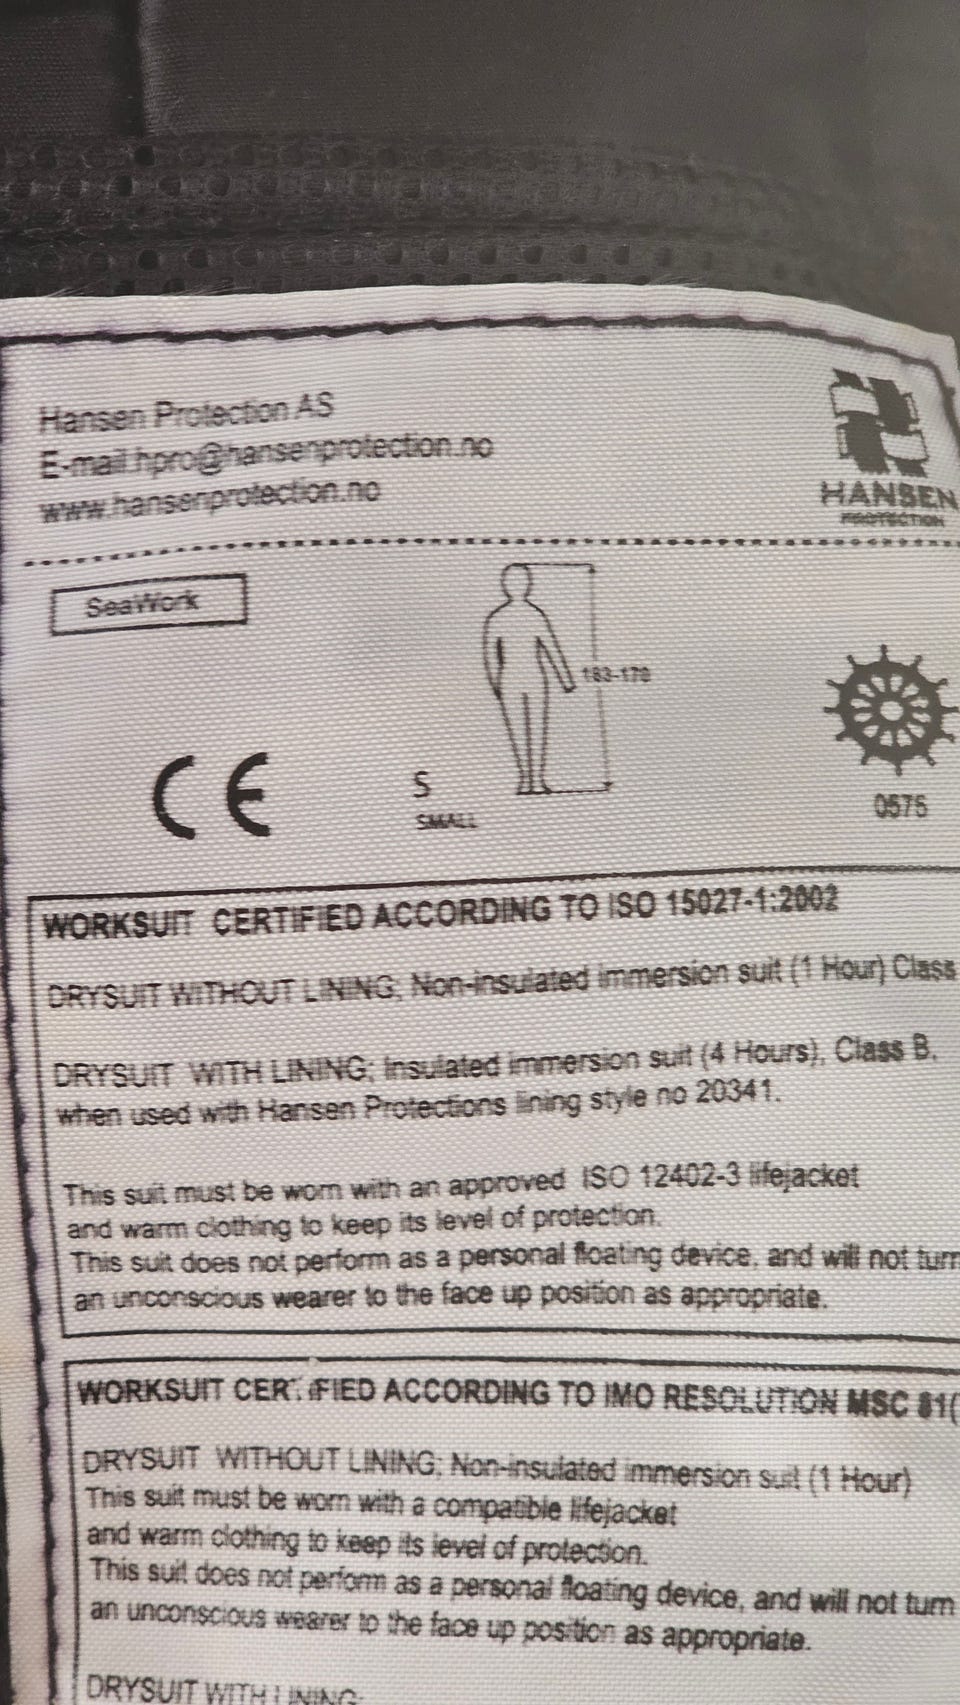 Hansen Protection AS
E-mail.hpro@hansenprotection.no
www.hansenprotection.no
HANSEN
PROTECTION
SeaWork
163-170
CE
S
SMALL
0575
WORKSUIT CERTIFIED ACCORDING TO ISO 15027-1:2002
DRYSUIT WITHOUT LINING; Non-insulated immersion suit (1 Hour) Class
DRYSUIT WITH LINING; Insulated immersion suit (4 Hours), Class B,
when used with Hansen Protections lining style no 20341.
This suit must be worn with an approved ISO 12402-3 lifejacket
and warm clothing to keep its level of protection.
This suit does not perform as a personal floating device, and will not turn
an unconscious wearer to the face up position as appropriate.
WORKSUIT CERTIFIED ACCORDING TO IMO RESOLUTION MSC 81(
DRYSUIT WITHOUT LINING; Non-insulated immersion suit (1 Hour)
This suit must be worn with a compatible lifejacket
and warm clothing to keep its level of protection.
This suit does not perform as a personal floating device, and will not turn
an unconscious wearer to the face up position as appropriate.
DRYSUIT WITH LINING;